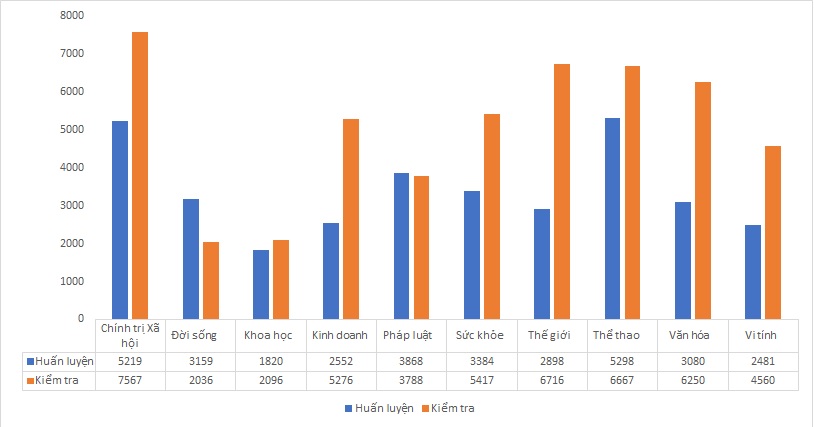 8000
7000
6000
5000
4000
3000
2000
1000
0
Chính trị Xã hội Đời sống Khoa học Kinh doanh Pháp luật Sức khỏe Thế giới Thể thao Văn hóa Vi tính
Huấn luyện 5219 3159 1820 2552 3868 3384 2898 5298 3080 2481
Kiểm tra 7567 2036 2096 5276 3788 5417 6716 6667 6250 4560
Huấn luyện Kiểm tra